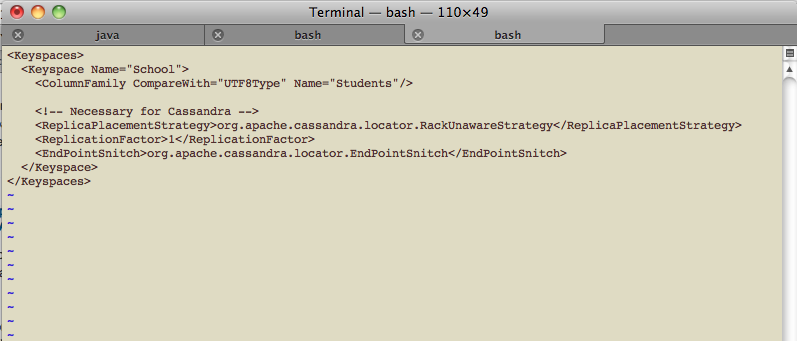 Terminal — bash — 110×49
java bash bash
<Keyspaces>
  <Keyspace Name="School">
    <ColumnFamily CompareWith="UTF8Type" Name="Students"/>

    <!-- Necessary for Cassandra -->
    <ReplicaPlacementStrategy>org.apache.cassandra.locator.RackUnawareStrategy</ReplicaPlacementStrategy>
    <ReplicationFactor>1</ReplicationFactor>
    <EndPointSnitch>org.apache.cassandra.locator.EndPointSnitch</EndPointSnitch>
  </Keyspace>
</Keyspaces>
~
~
~
~
~
~
~
~
~
~
~